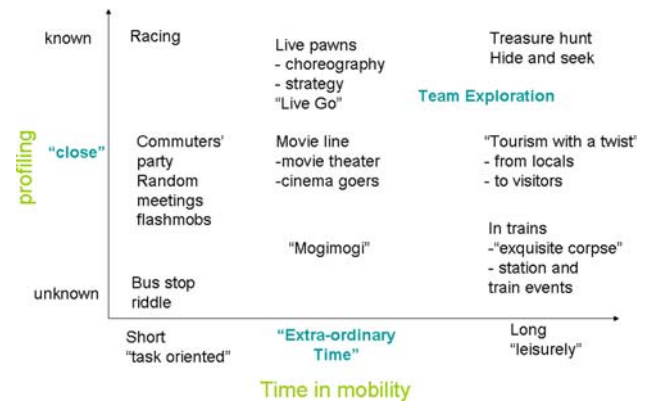 known
Racing
Live pawns
- choreography
- strategy
"Live Go"
Treasure hunt
Hide and seek
Team Exploration
profiling
"close"
Commuters'
party
Random
meetings
flashmobs
Movie line
-movie theater
-cinema goers
"Tourism with a twist"
- from locals
- to visitors
"Mogimogi"
In trains
-"exquisite corpse"
- station and
train events
unknown
Bus stop
riddle
Short
"task oriented"
"Extra-ordinary
Time"
Long
"leisurely"
Time in mobility